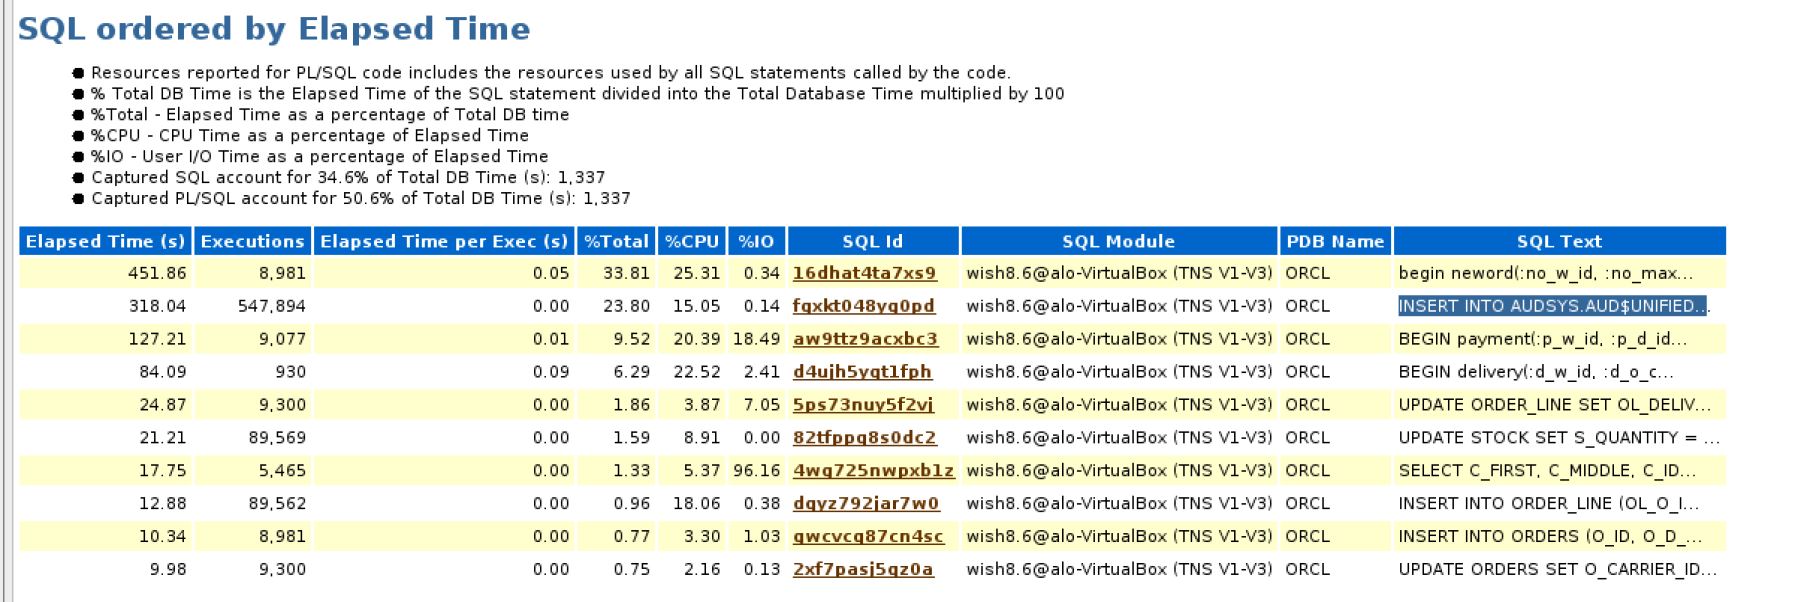 SQL ordered by Elapsed Time
● Resources reported for PL/SQL code includes the resources used by all SQL statements called by the code.
● % Total DB Time is the Elapsed Time of the SQL statement divided into the Total Database Time multiplied by 100
● %Total - Elapsed Time as a percentage of Total DB time
● %CPU - CPU Time as a percentage of Elapsed Time
● %IO - User I/O Time as a percentage of Elapsed Time
● Captured SQL account for 34.6% of Total DB Time (s): 1,337
● Captured PL/SQL account for 50.6% of Total DB Time (s): 1,337
Elapsed Time (s) Executions Elapsed Time per Exec (s) %Total %CPU %IO SQL Id SQL Module PDB Name SQL Text
451.86 8,981 0.05 33.81 25.31 0.34 16dhat4ta7xs9 wish8.6@alo-VirtualBox (TNS V1-V3) ORCL begin neword(:no_w_id, :no_max...
318.04 547,894 0.00 23.80 15.05 0.14 fqxkt048yq0pd wish8.6@alo-VirtualBox (TNS V1-V3) ORCL INSERT INTO AUDSYS.AUD$UNIFIED...
127.21 9,077 0.01 9.52 20.39 18.49 aw9ttz9acxbc3 wish8.6@alo-VirtualBox (TNS V1-V3) ORCL BEGIN payment(:p_w_id, :p_d_id...
84.09 930 0.09 6.29 22.52 2.41 d4ujh5yqt1fph wish8.6@alo-VirtualBox (TNS V1-V3) ORCL BEGIN delivery(:d_w_id, :d_o_c...
24.87 9,300 0.00 1.86 3.87 7.05 5ps73nuy5f2vj wish8.6@alo-VirtualBox (TNS V1-V3) ORCL UPDATE ORDER_LINE SET OL_DELIV...
21.21 89,569 0.00 1.59 8.91 0.00 82tfppq8s0dc2 wish8.6@alo-VirtualBox (TNS V1-V3) ORCL UPDATE STOCK SET S_QUANTITY = ...
17.75 5,465 0.00 1.33 5.37 96.16 4wg725nwpxb1z wish8.6@alo-VirtualBox (TNS V1-V3) ORCL SELECT C_FIRST, C_MIDDLE, C_ID...
12.88 89,562 0.00 0.96 18.06 0.38 dqyz792jar7w0 wish8.6@alo-VirtualBox (TNS V1-V3) ORCL INSERT INTO ORDER_LINE (OL_O_I...
10.34 8,981 0.00 0.77 3.30 1.03 gwcvcq87cn4sc wish8.6@alo-VirtualBox (TNS V1-V3) ORCL INSERT INTO ORDERS (O_ID, O_D_...
9.98 9,300 0.00 0.75 2.16 0.13 2xf7pasj5qz0a wish8.6@alo-VirtualBox (TNS V1-V3) ORCL UPDATE ORDERS SET O_CARRIER_ID...